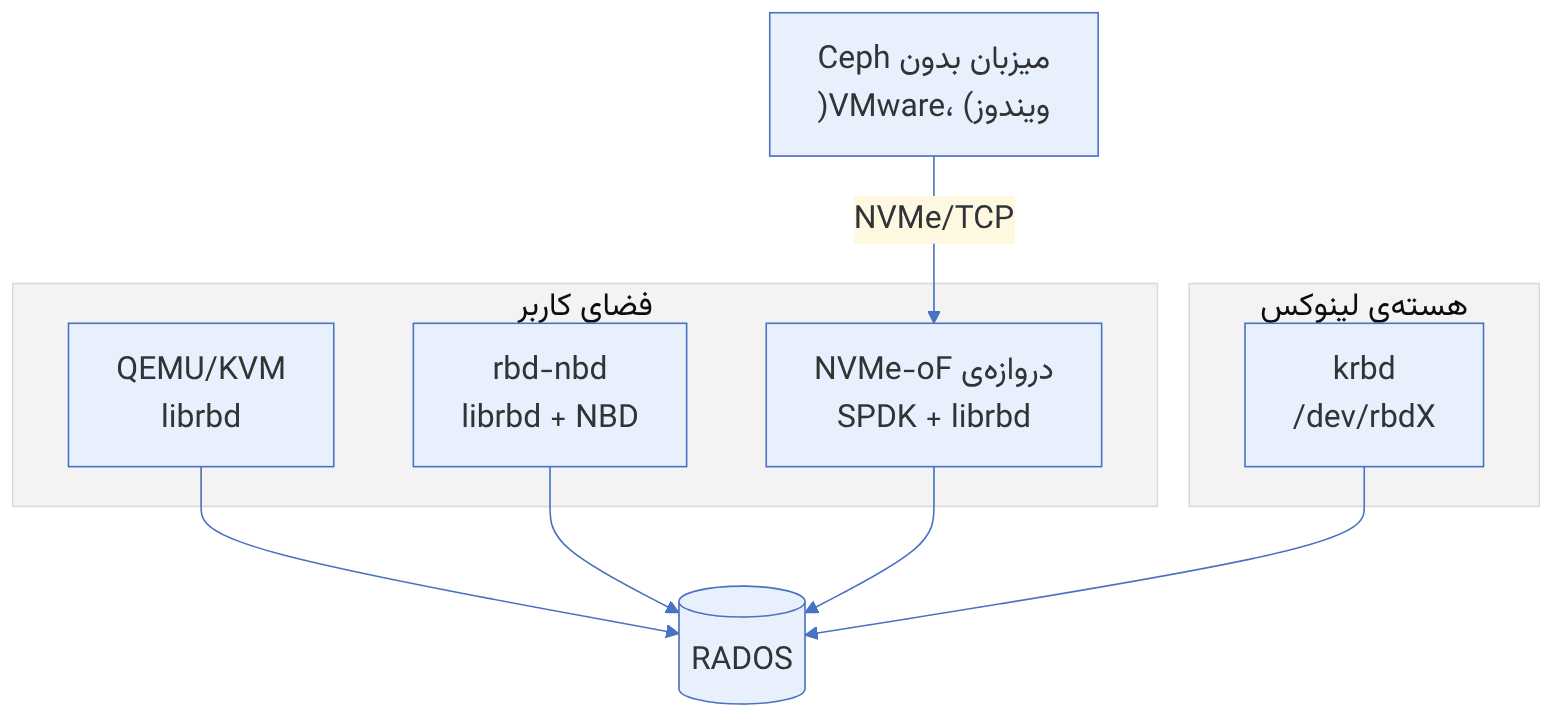 میزبان بدون Ceph
(VMware، ویندوز)
NVMe/TCP
فضای کاربر
هسته‌ی لینوکس
QEMU/KVM
librbd
rbd-nbd
librbd + NBD
دروازه‌ی NVMe-oF
SPDK + librbd
krbd
/dev/rbdX
RADOS